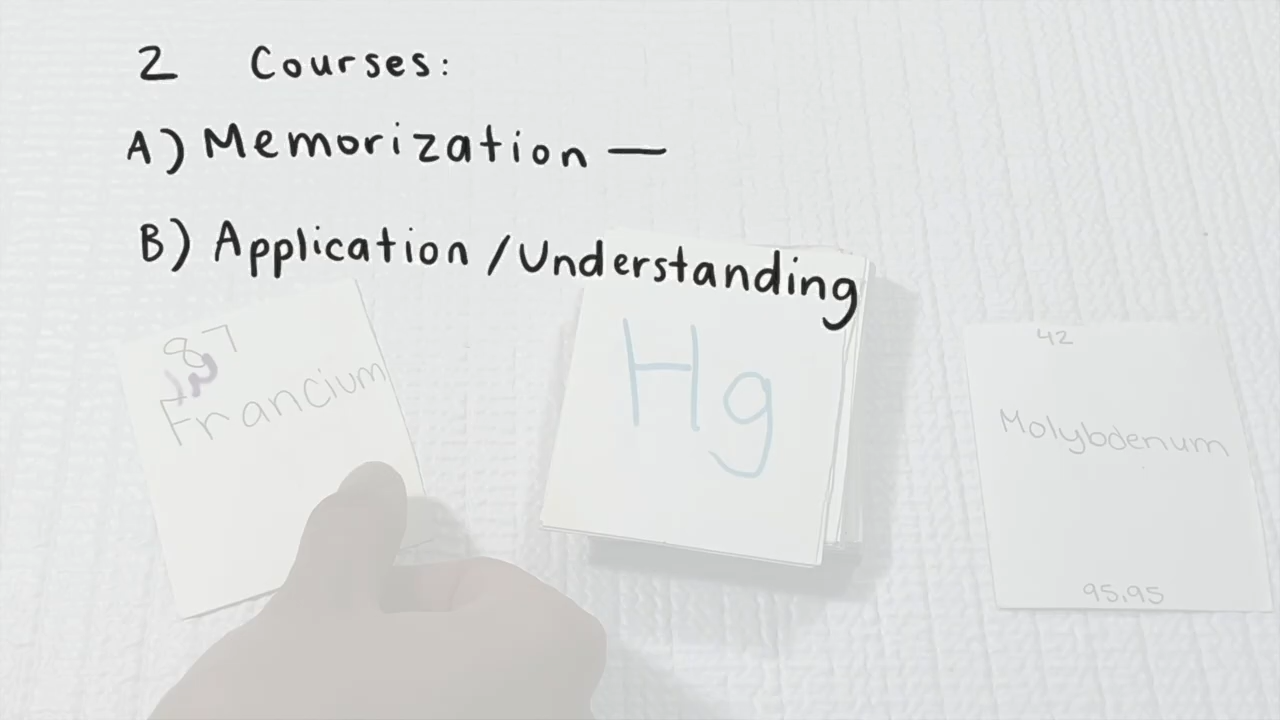 2 Courses:
A) Memorization —
B) Application / Understanding
87
Francium
Hg
42
Molybdenum
95.95